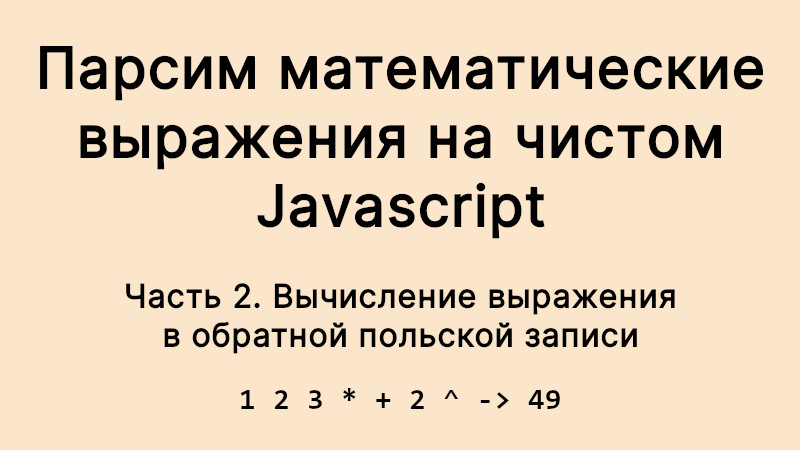 Парсим математические
выражения на чистом
Javascript
Часть 2. Вычисление выражения
в обратной польской записи
1 2 3 * + 2 ^ -> 49